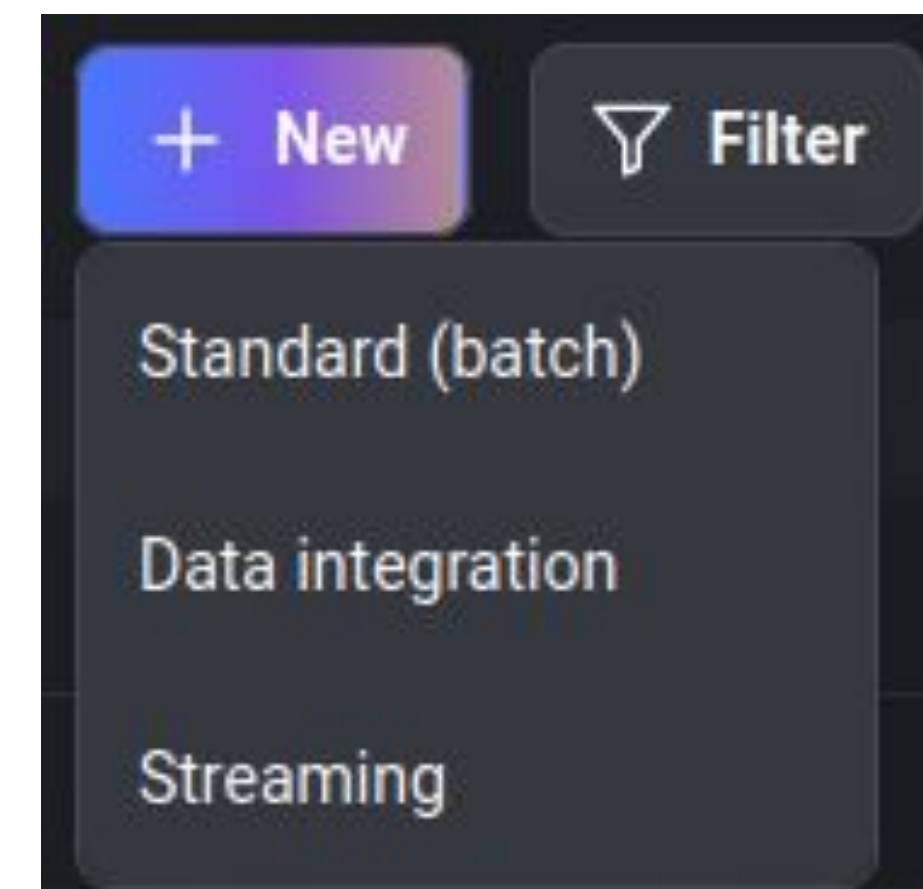 + New
Filter
Standard (batch)
Data integration
Streaming